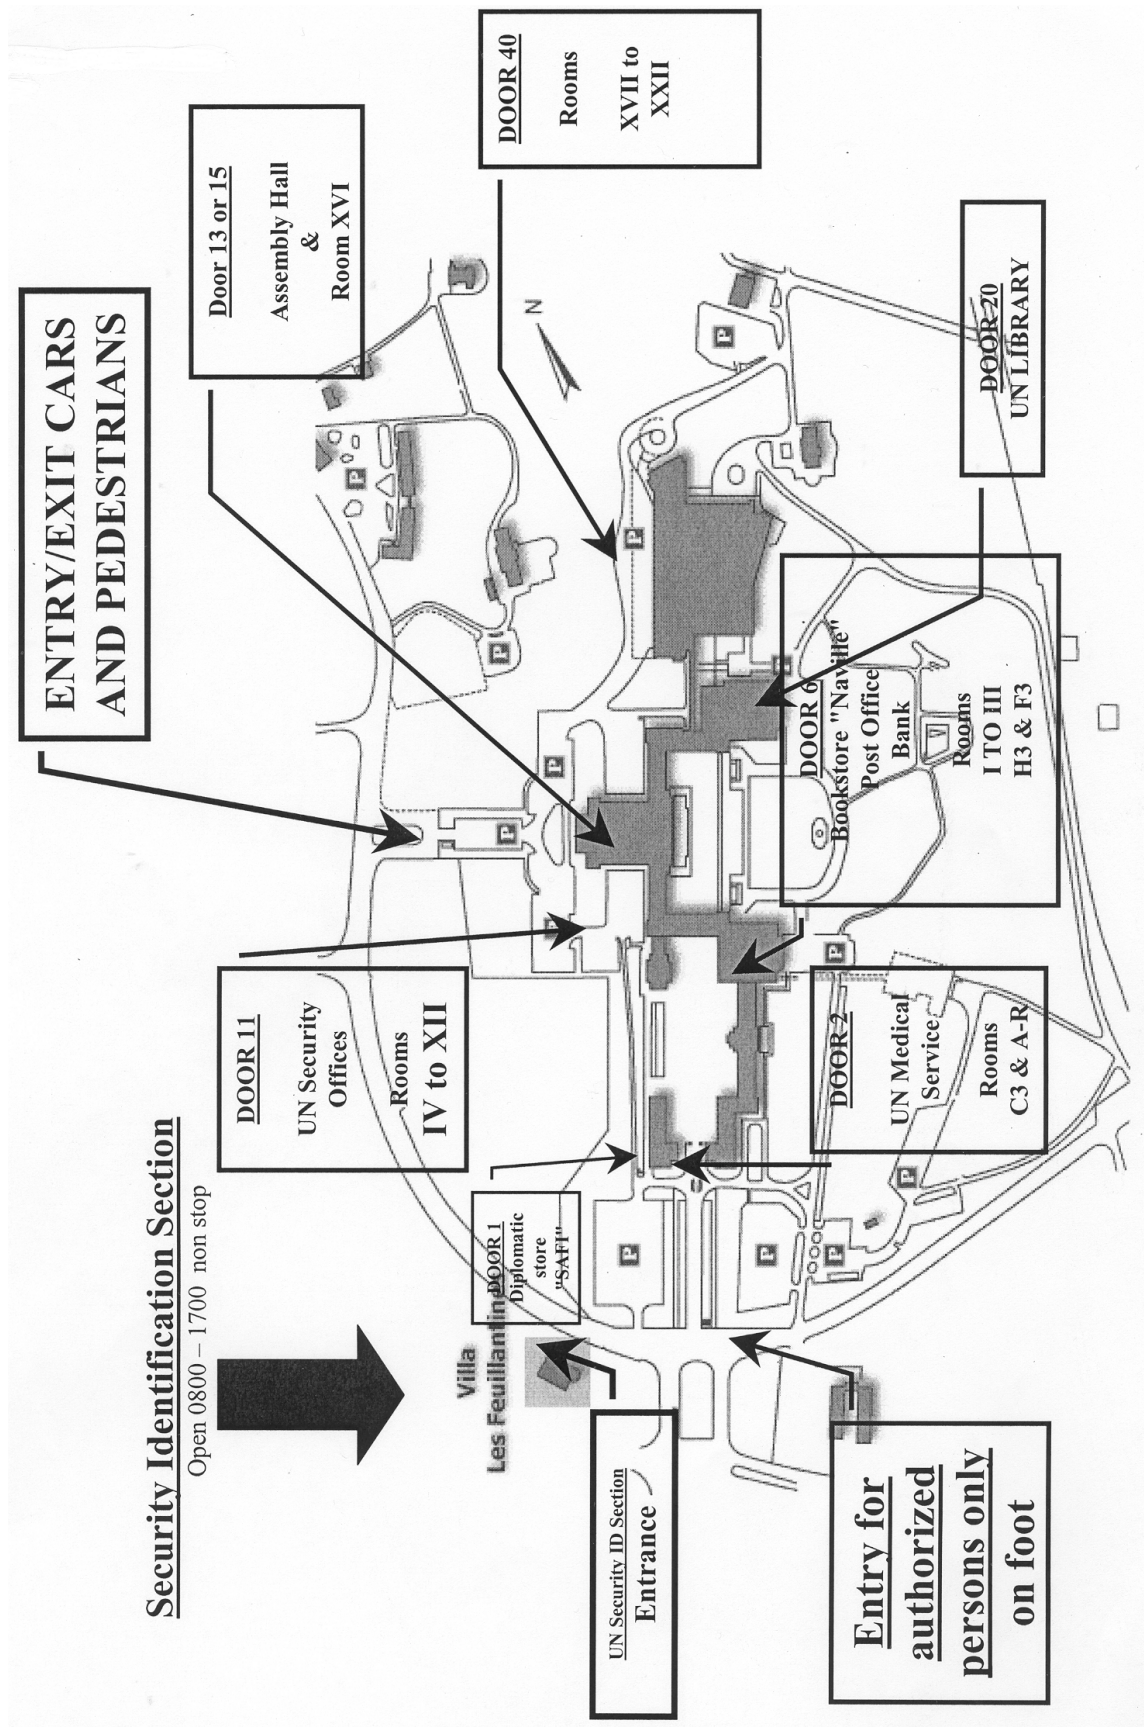 Security Identification Section
Open 0800 – 1700 non stop
ENTRY/EXIT CARS
AND PEDESTRIANS
Door 13 or 15
Assembly Hall
&
Room XVI
DOOR 40
Rooms
XVII to
XXII
DOOR 11
UN Security
Offices
Rooms
IV to XII
DOOR 1
Diplomatic
store
"SAFI"
Villa
Les Feuillantines
UN Security ID Section
Entrance
Entry for
authorized
persons only
on foot
DOOR 2
UN Medical
Service
Rooms
C3 & A-R
DOOR 6
Bookstore "Naville"
Post Office
Bank
Rooms
I TO III
H3 & F3
DOOR 20
UN LIBRARY
N
P
P
P
P
P
P
P
P
P
P
P
P
P